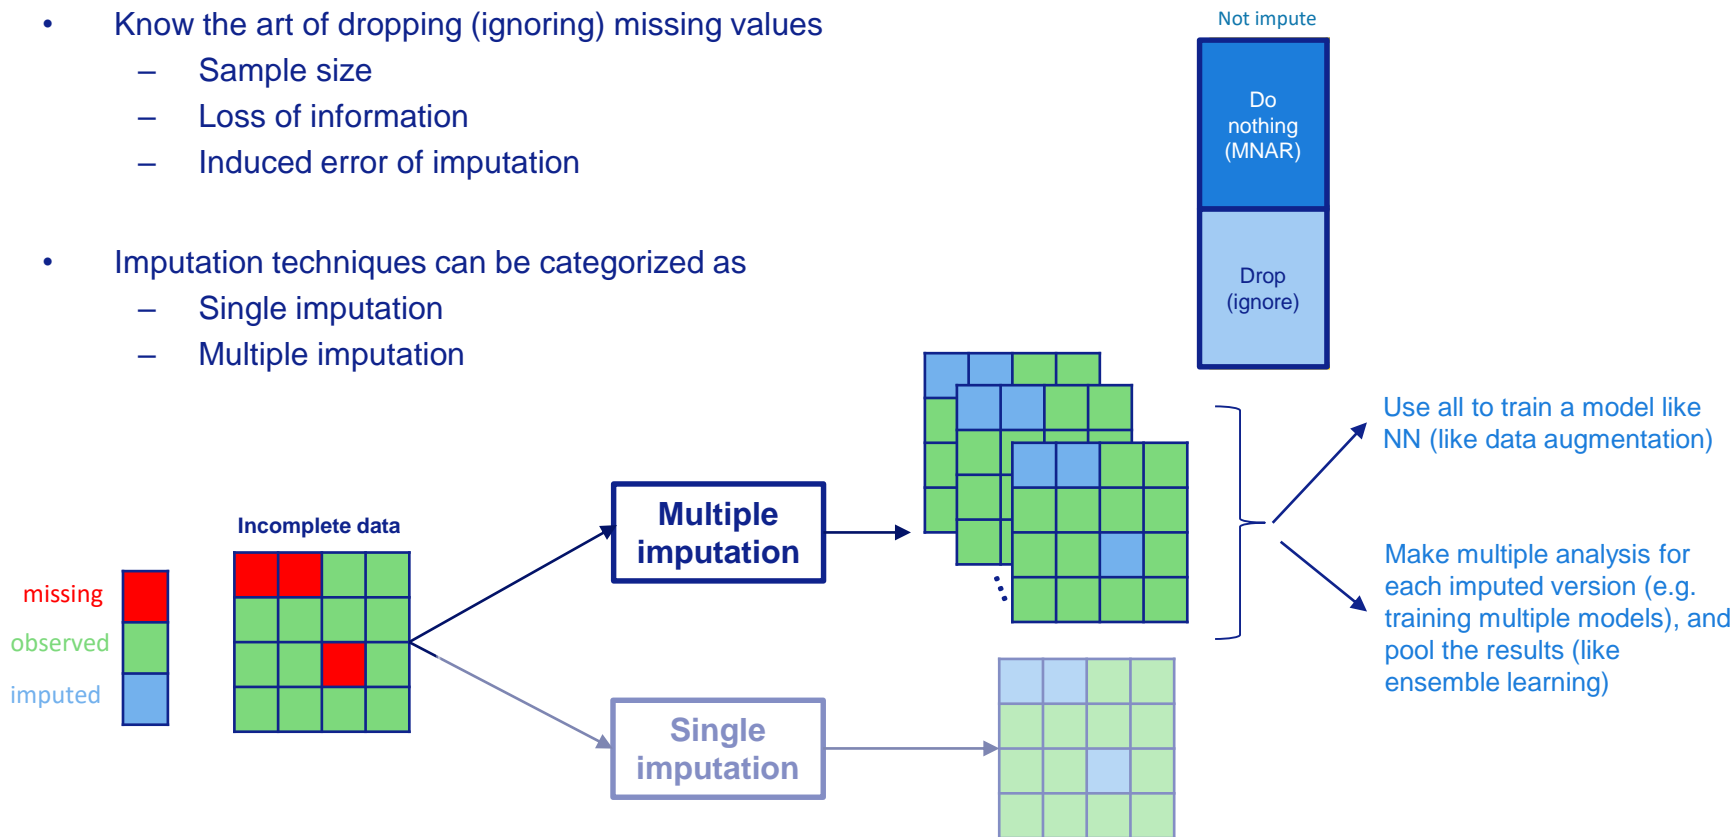 • Know the art of dropping (ignoring) missing values
– Sample size
– Loss of information
– Induced error of imputation
• Imputation techniques can be categorized as
– Single imputation
– Multiple imputation
Not impute
Do
nothing
(MNAR)
Drop
(ignore)
Incomplete data
missing
observed
imputed
Multiple
imputation
Single
imputation
Use all to train a model like
NN (like data augmentation)
Make multiple analysis for
each imputed version (e.g.
training multiple models), and
pool the results (like
ensemble learning)